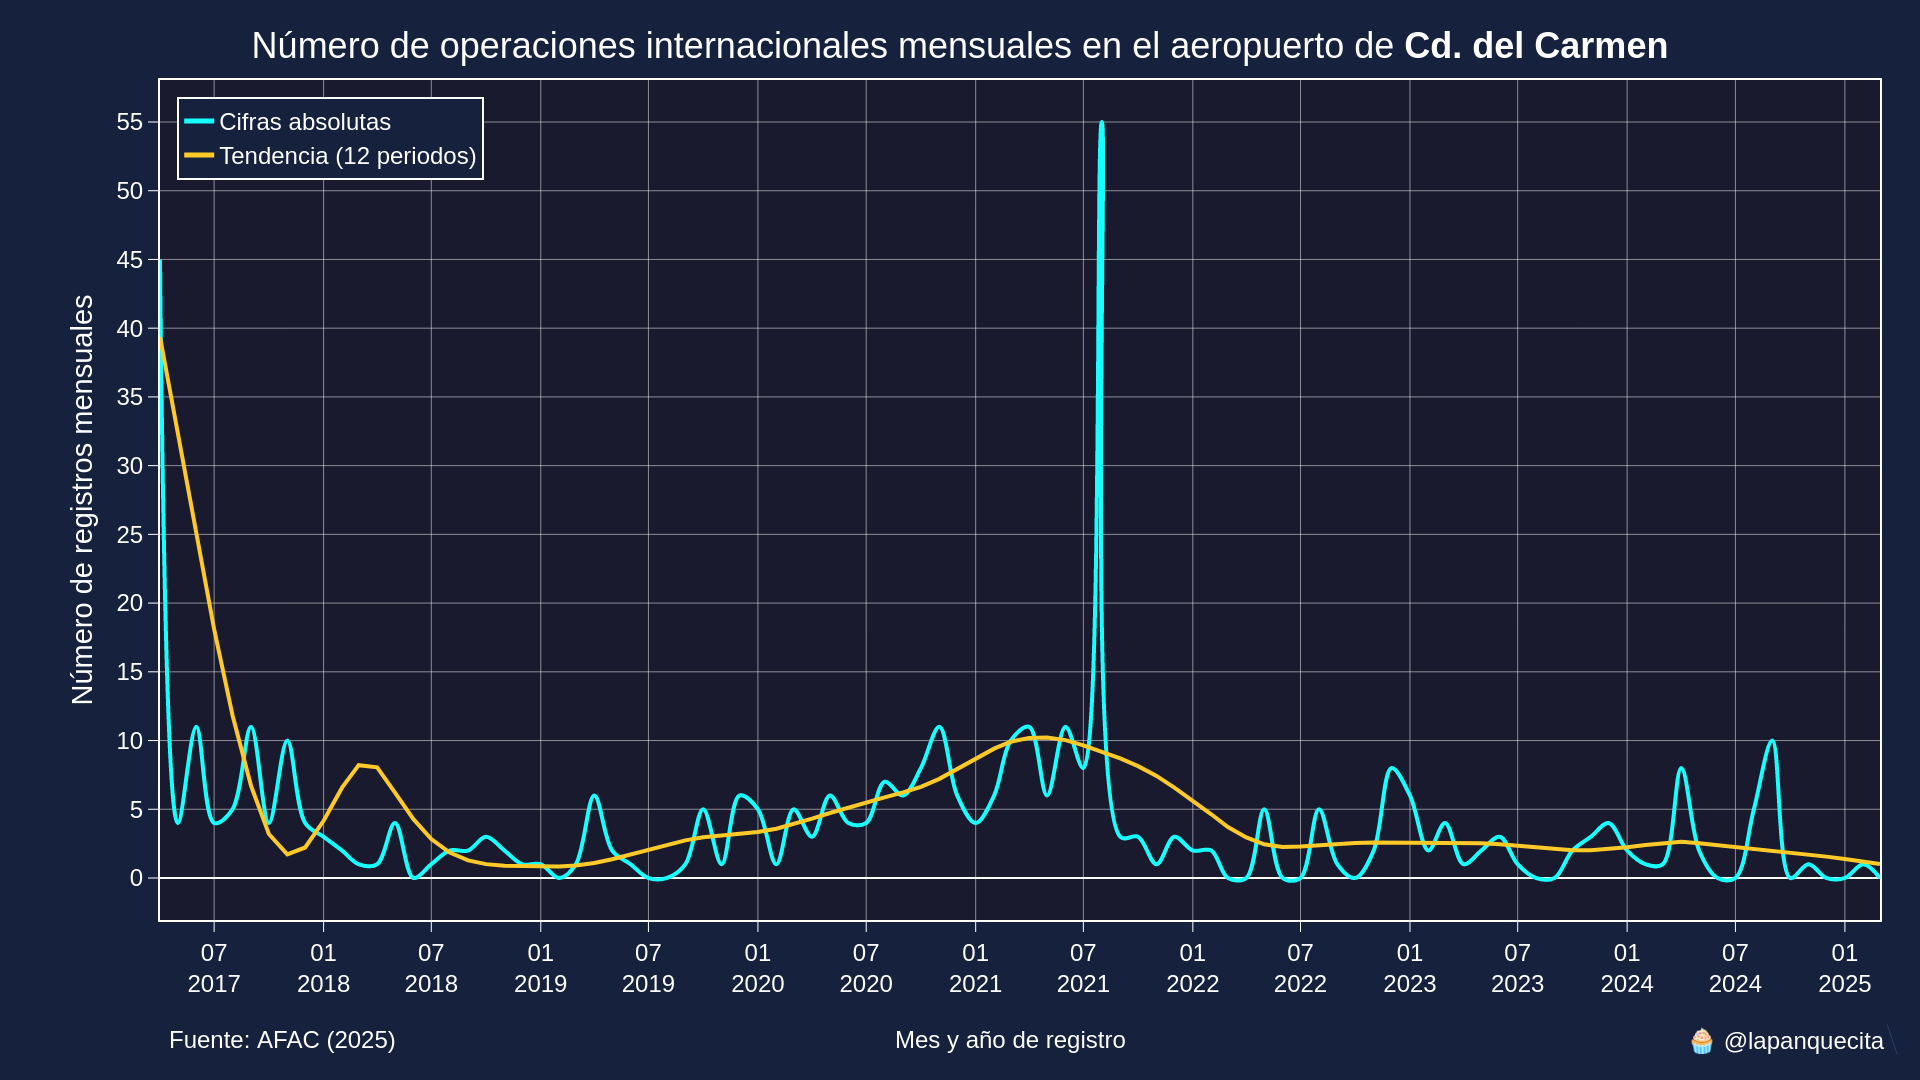 Número de operaciones internacionales mensuales en el aeropuerto de Cd. del Carmen
Cifras absolutas
Tendencia (12 periodos)
Número de registros mensuales
55
50
45
40
35
30
25
20
15
10
5
0
07 01 07 01 07 01 07 01 07 01 07 01 07 01 07 01
2017 2018 2018 2019 2019 2020 2020 2021 2021 2022 2022 2023 2023 2024 2024 2025
Fuente: AFAC (2025)
Mes y año de registro
🧁 @lapanquecita